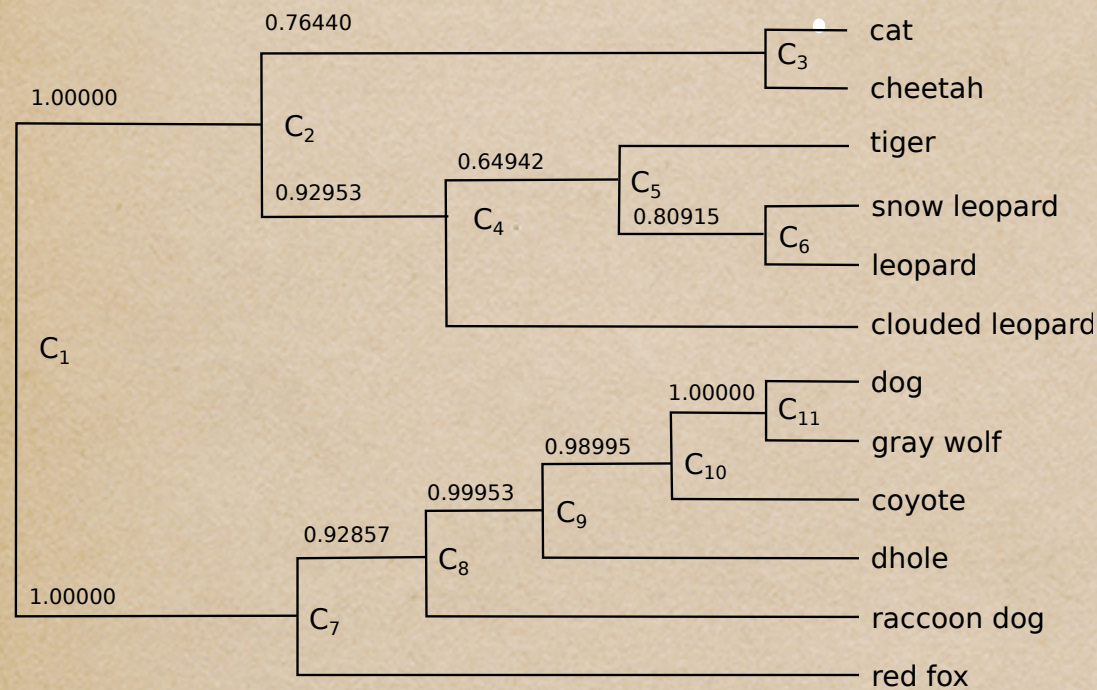 0.76440
cat
C₃
cheetah
1.00000
C₂
tiger
0.64942
C₅
0.92953
snow leopard
0.80915
C₄
C₆
leopard
clouded leopard
C₁
dog
1.00000
C₁₁
gray wolf
0.98995
C₁₀
0.99953
coyote
C₉
0.92857
dhole
C₈
1.00000
raccoon dog
C₇
red fox